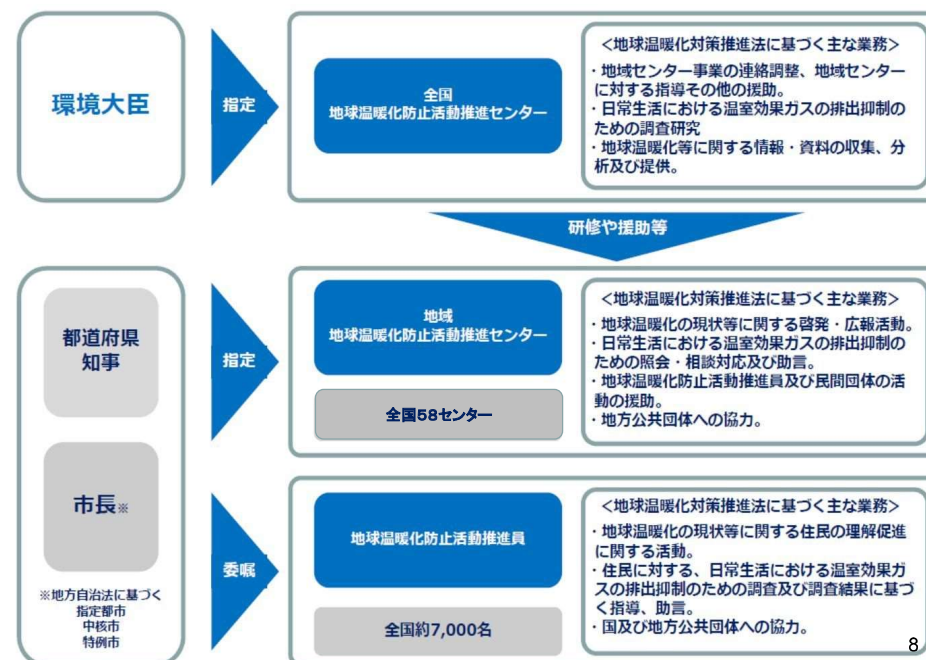 環境大臣
指定
全国
地球温暖化防止活動推進センター
<地球温暖化対策推進法に基づく主な業務>
・地域センター事業の連絡調整、地域センター
に対する指導その他の援助。
・日常生活における温室効果ガスの排出抑制の
ための調査研究
・地球温暖化等に関する情報・資料の収集、分
析及び提供。
研修や援助等
都道府県
知事
市長※
※地方自治法に基づく
指定都市
中核市
特例市
指定
地域
地球温暖化防止活動推進センター
全国58センター
<地球温暖化対策推進法に基づく主な業務>
・地球温暖化の現状等に関する啓発・広報活動。
・日常生活における温室効果ガスの排出抑制の
ための照会・相談対応及び助言。
・地球温暖化防止活動推進員及び民間団体の活
動の援助。
・地方公共団体への協力。
委嘱
地球温暖化防止活動推進員
全国約7,000名
<地球温暖化対策推進法に基づく主な業務>
・地球温暖化の現状等に関する住民の理解促進
に関する活動。
・住民に対する、日常生活における温室効果ガ
スの排出抑制のための調査及び調査結果に基づ
く指導、助言。
・国及び地方公共団体への協力。
8